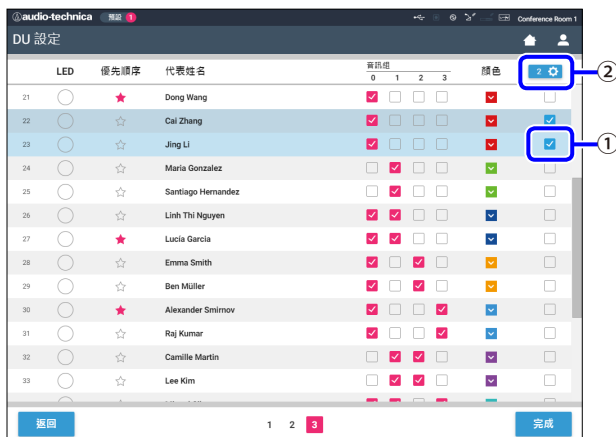 audio-technica 預設 1 Conference Room 1
DU 設定
LED 優先順序 代表姓名 音訊組 顏色 2
0 1 2 3
②
21 Dong Wang
22 Cai Zhang
23 Jing Li
①
24 Maria Gonzalez
25 Santiago Hernandez
26 Linh Thi Nguyen
27 Lucía García
28 Emma Smith
29 Ben Müller
30 Alexander Smirnov
31 Raj Kumar
32 Camille Martin
33 Lee Kim
返回 1 2 3 完成